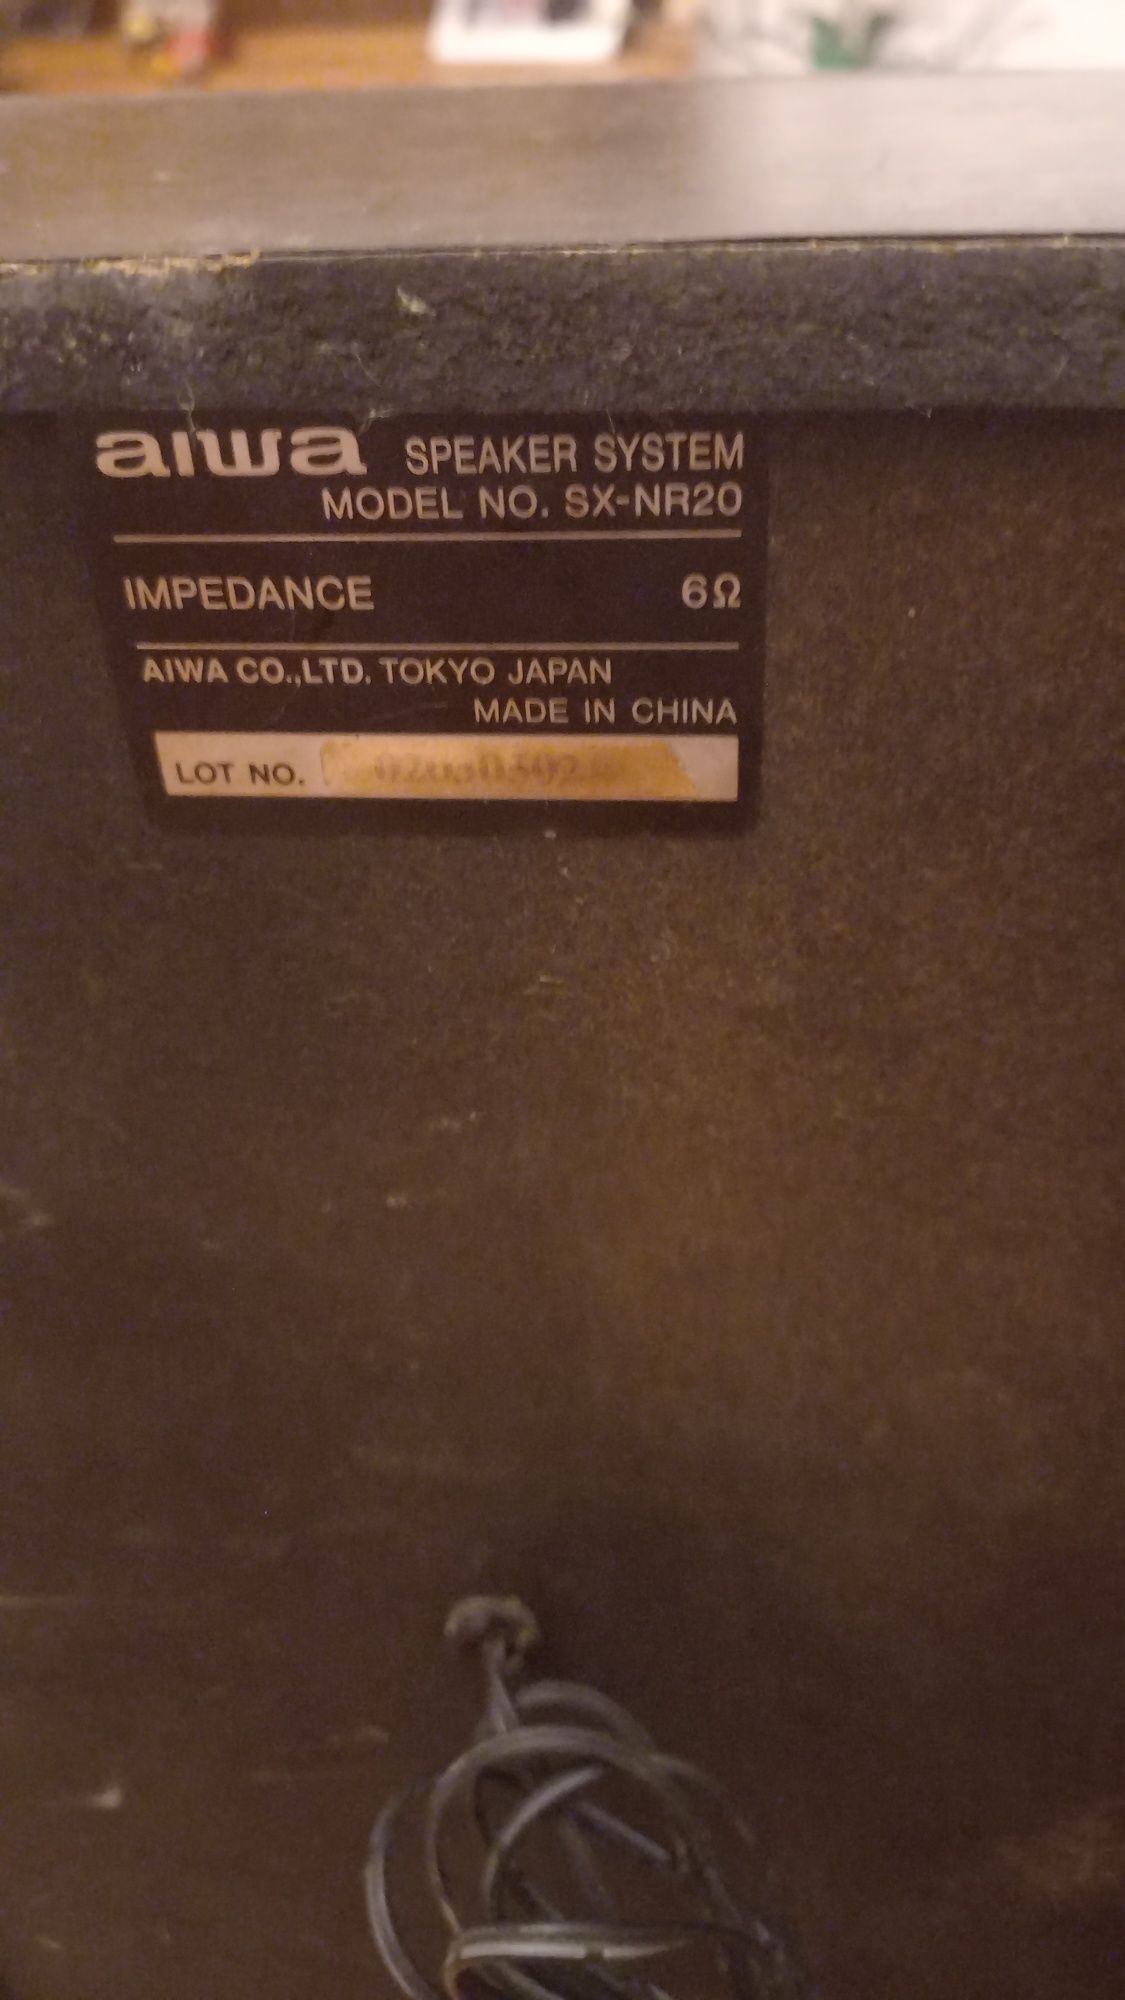 aiwa SPEAKER SYSTEM
MODEL NO. SX-NR20
IMPEDANCE 6Ω
AIWA CO.,LTD. TOKYO JAPAN
MADE IN CHINA
LOT NO.